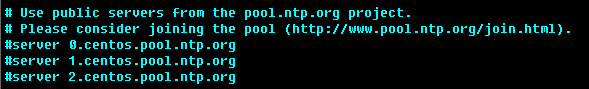 # Use public servers from the pool.ntp.org project.
# Please consider joining the pool (http://www.pool.ntp.org/join.html).
#server 0.centos.pool.ntp.org
#server 1.centos.pool.ntp.org
#server 2.centos.pool.ntp.org